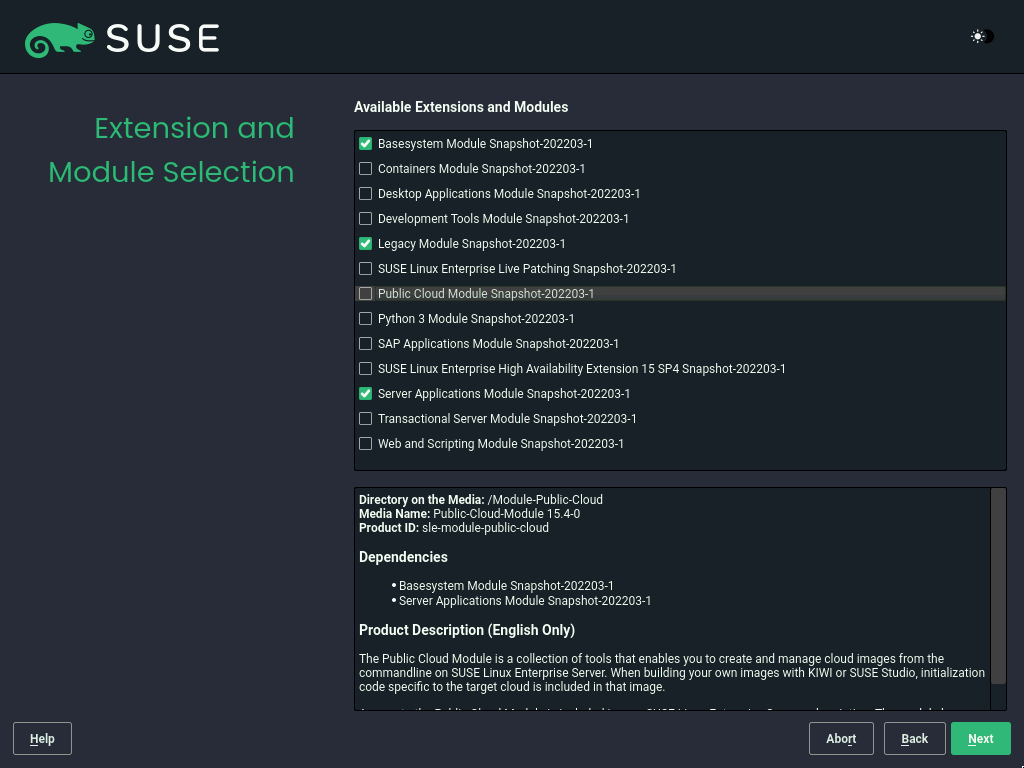 SUSE
Extension and
Module Selection
Available Extensions and Modules
Basesystem Module Snapshot-202203-1
Containers Module Snapshot-202203-1
Desktop Applications Module Snapshot-202203-1
Development Tools Module Snapshot-202203-1
Legacy Module Snapshot-202203-1
SUSE Linux Enterprise Live Patching Snapshot-202203-1
Public Cloud Module Snapshot-202203-1
Python 3 Module Snapshot-202203-1
SAP Applications Module Snapshot-202203-1
SUSE Linux Enterprise High Availability Extension 15 SP4 Snapshot-202203-1
Server Applications Module Snapshot-202203-1
Transactional Server Module Snapshot-202203-1
Web and Scripting Module Snapshot-202203-1
Directory on the Media: /Module-Public-Cloud
Media Name: Public-Cloud-Module 15.4-0
Product ID: sle-module-public-cloud
Dependencies
• Basesystem Module Snapshot-202203-1
• Server Applications Module Snapshot-202203-1
Product Description (English Only)
The Public Cloud Module is a collection of tools that enables you to create and manage cloud images from the
commandline on SUSE Linux Enterprise Server. When building your own images with KIWI or SUSE Studio, initialization
code specific to the target cloud is included in that image.
Help
Abort
Back
Next